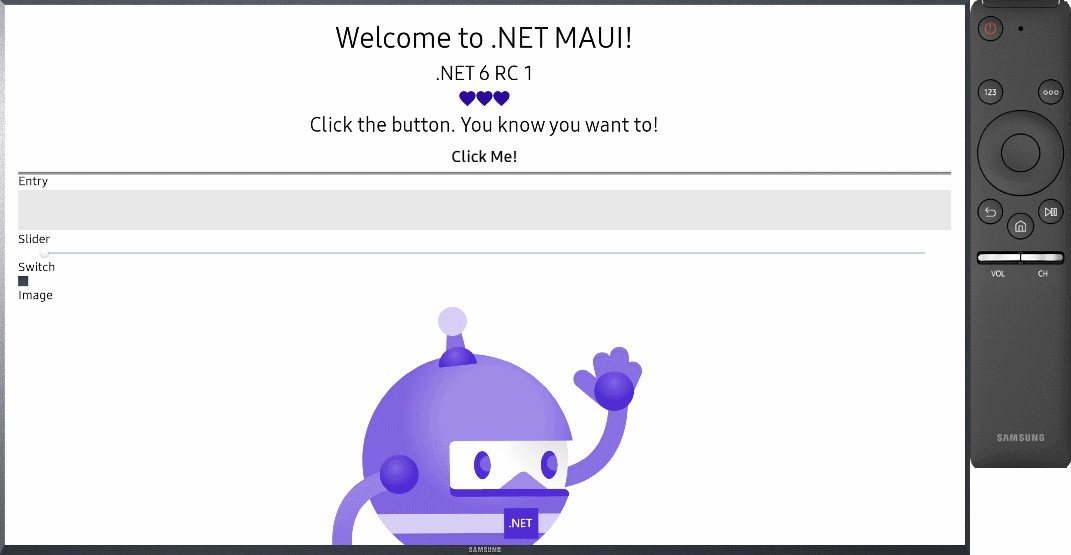 Welcome to .NET MAUI!
.NET 6 RC 1
💜💜💜
Click the button. You know you want to!
Click Me!
Entry
Slider
Switch
Image
.NET
SAMSUNG
123
VOL CH
SAMSUNG